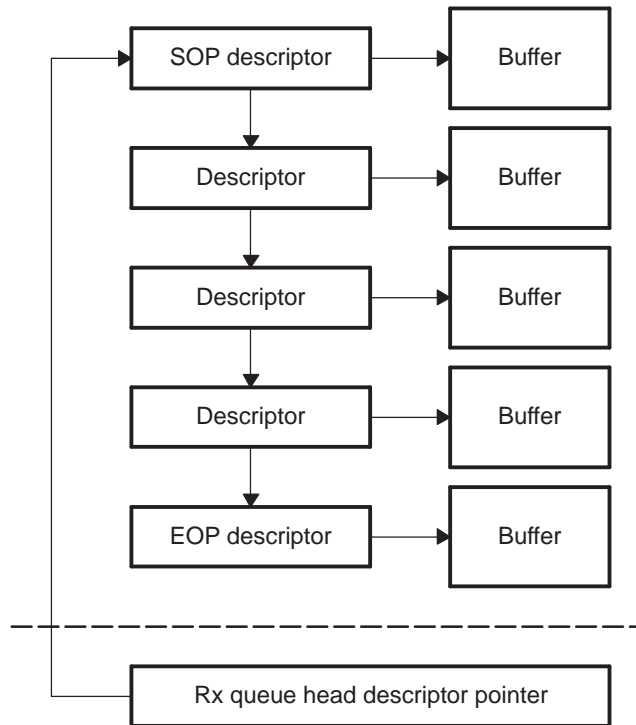 SOP descriptor
Buffer
Descriptor
Buffer
Descriptor
Buffer
Descriptor
Buffer
EOP descriptor
Buffer
Rx queue head descriptor pointer